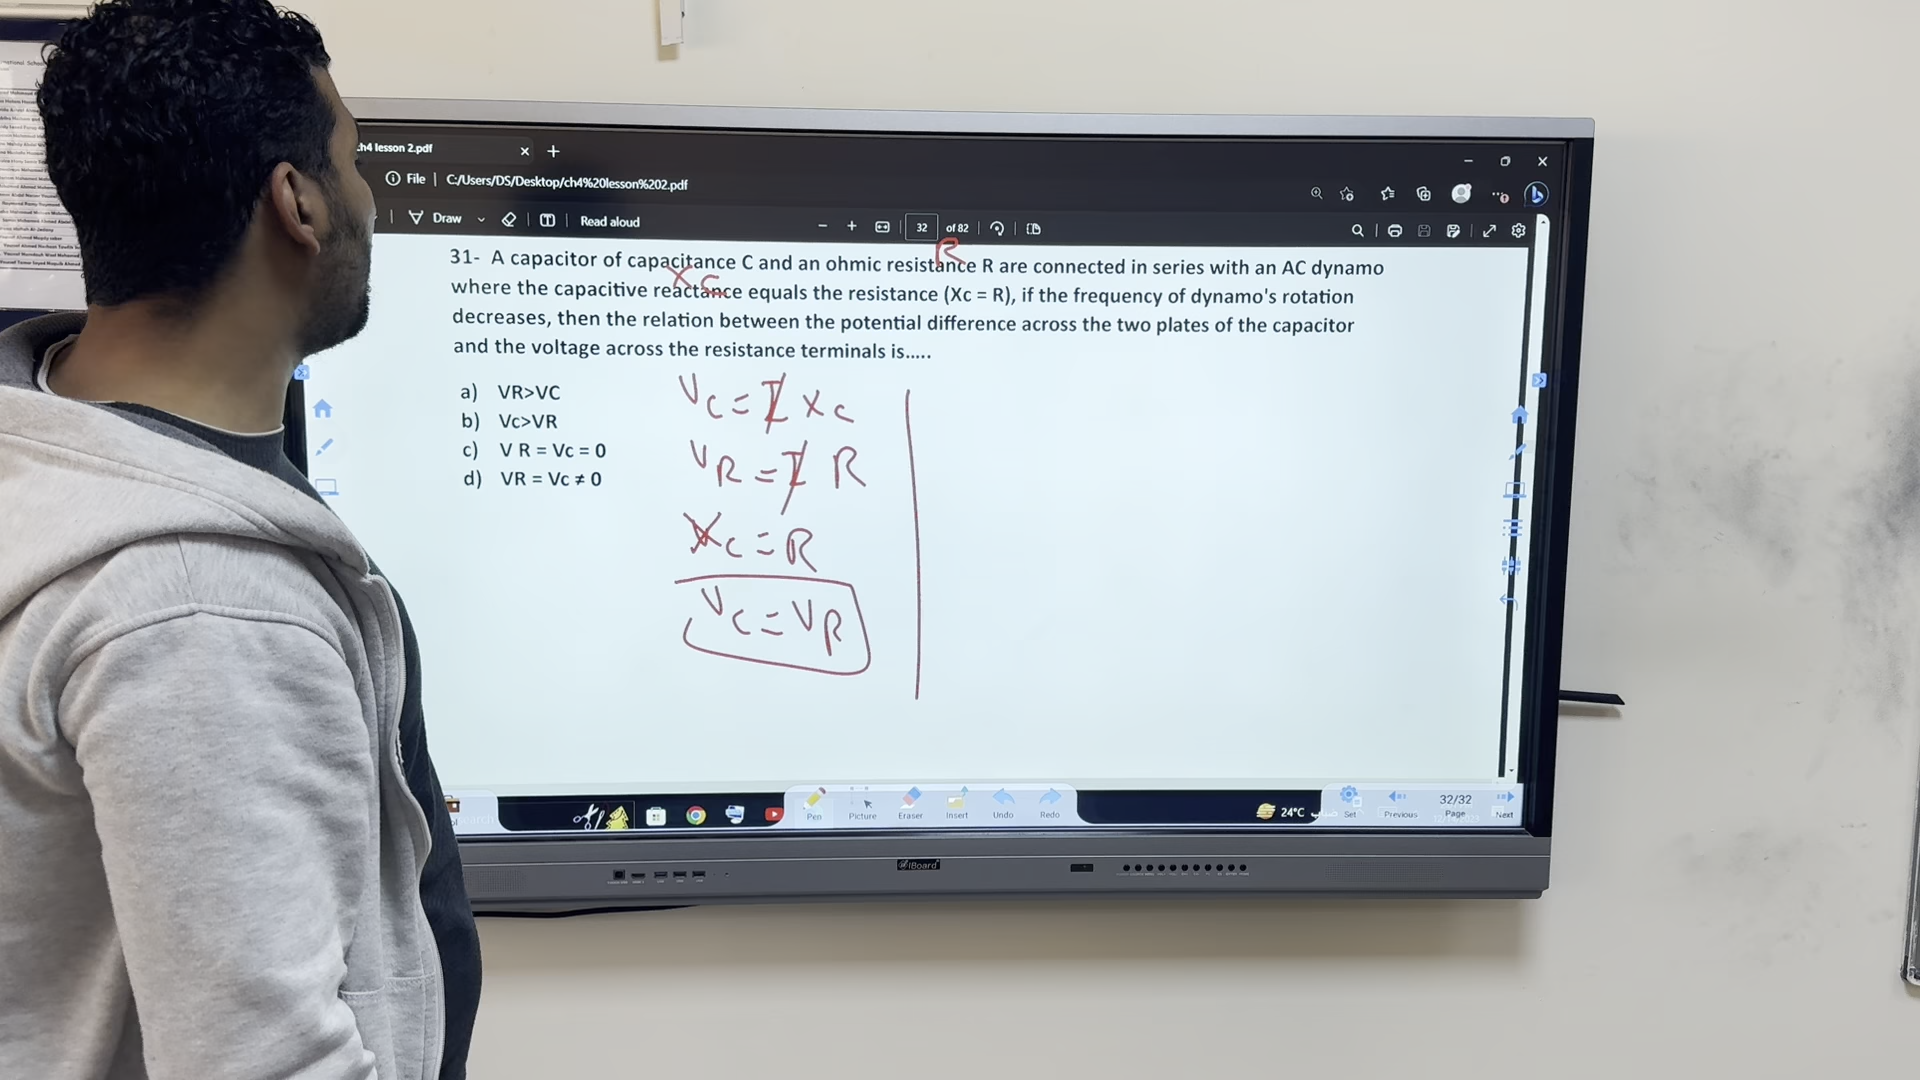 ch4 lesson 2.pdf
File | C:/Users/DS/Desktop/ch4%20lesson%202.pdf
Draw
Read aloud
32 of 82
R
31- A capacitor of capacitance C and an ohmic resistance R are connected in series with an AC dynamo
Xc
where the capacitive reactance equals the resistance (Xc = R), if the frequency of dynamo's rotation
decreases, then the relation between the potential difference across the two plates of the capacitor
and the voltage across the resistance terminals is.....
a) VR>VC
b) Vc>VR
c) V R = Vc = 0
d) VR = Vc ≠ 0
Vc = I Xc
VR = I R
Xc = R
Vc = VR
Pen
Picture
Eraser
Insert
Undo
Redo
24°C
Set
Previous
32/32
Page
Next
iBoard